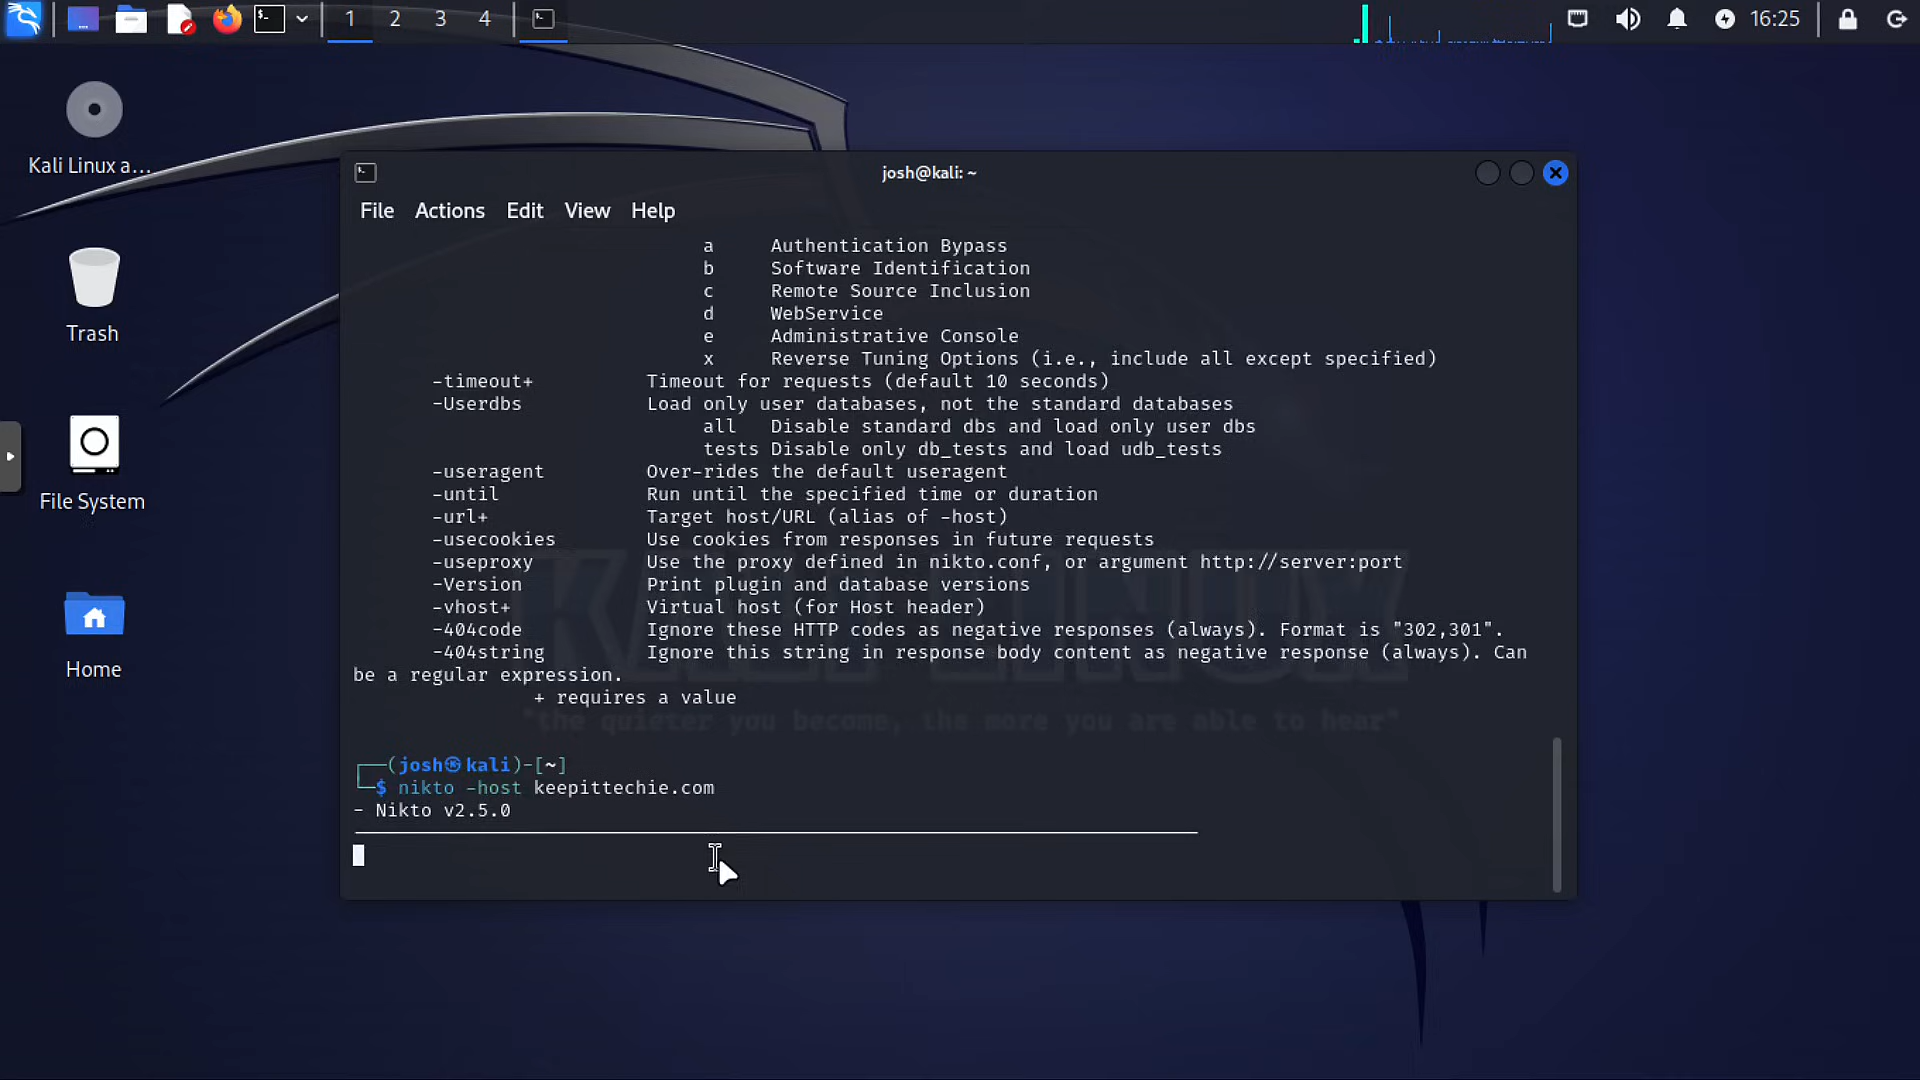 1 2 3 4 16:25
Kali Linux a...
Trash
File System
Home
josh@kali: ~
File Actions Edit View Help
a Authentication Bypass
b Software Identification
c Remote Source Inclusion
d WebService
e Administrative Console
x Reverse Tuning Options (i.e., include all except specified)
-timeout+ Timeout for requests (default 10 seconds)
-Userdbs Load only user databases, not the standard databases
all Disable standard dbs and load only user dbs
tests Disable only db_tests and load udb_tests
-useragent Over-rides the default useragent
-until Run until the specified time or duration
-url+ Target host/URL (alias of -host)
-usecookies Use cookies from responses in future requests
-useproxy Use the proxy defined in nikto.conf, or argument http://server:port
-Version Print plugin and database versions
-vhost+ Virtual host (for Host header)
-404code Ignore these HTTP codes as negative responses (always). Format is "302,301".
-404string Ignore this string in response body content as negative response (always). Can
be a regular expression.
+ requires a value
KALI LINUX
"the quieter you become, the more you are able to hear"
┌──(josh㉿kali)-[~]
└─$ nikto -host keepittechie.com
- Nikto v2.5.0